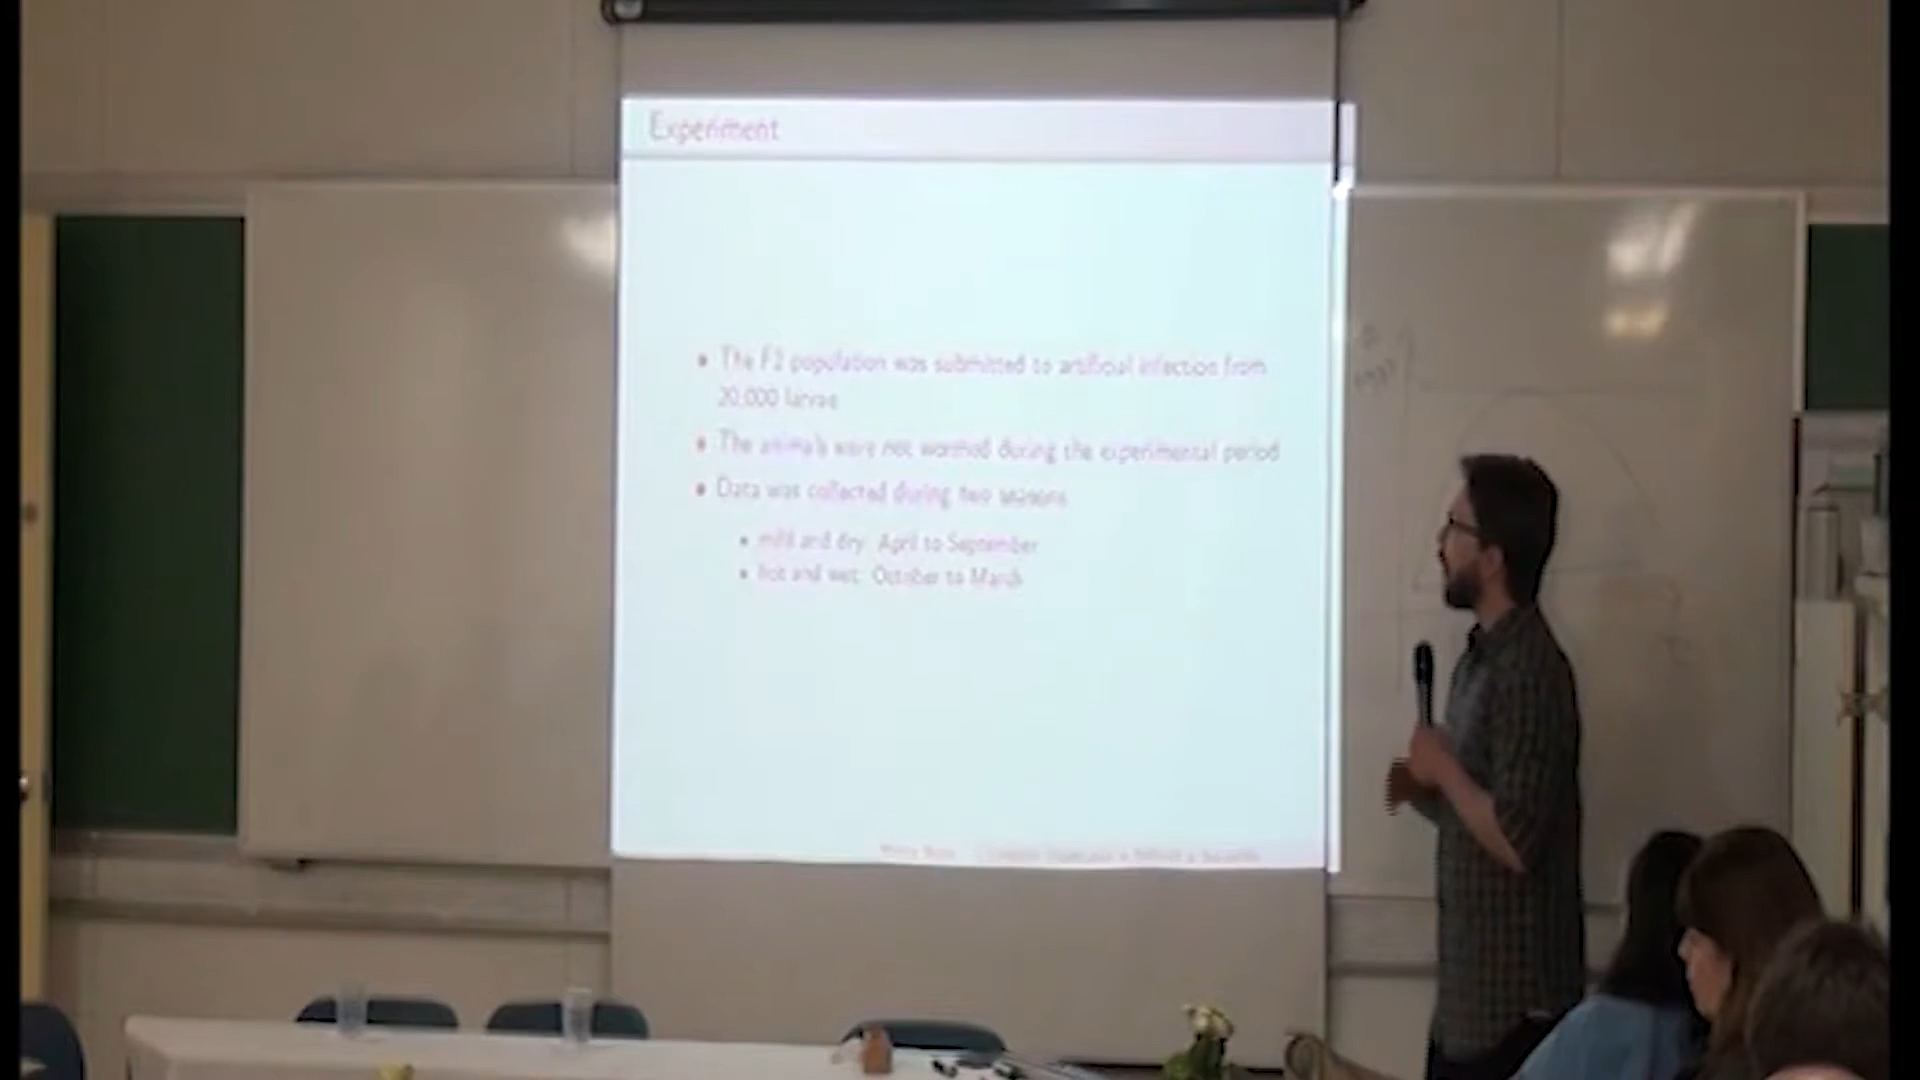 Experiment
• The F2 population was submitted to artificial infection from
20,000 larvae
• The animals were not wormed during the experimental period
• Data was collected during two seasons
• mild and dry: April to September
• hot and wet: October to March